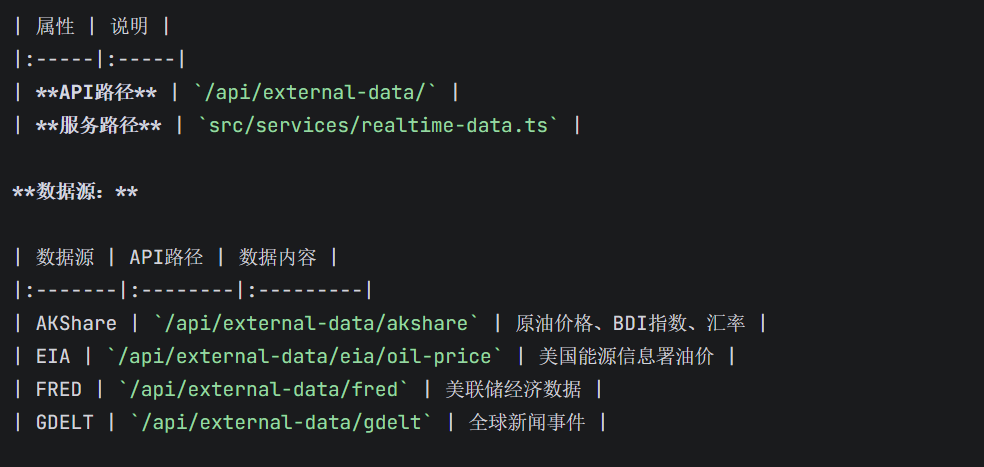 | 属性 | 说明 |
|:-----|:-----|
| **API路径** | `/api/external-data/` |
| **服务路径** | `src/services/realtime-data.ts` |
**数据源：**
| 数据源 | API路径 | 数据内容 |
|:-------|:--------|:---------|
| AKShare | `/api/external-data/akshare` | 原油价格、BDI指数、汇率 |
| EIA | `/api/external-data/eia/oil-price` | 美国能源信息署油价 |
| FRED | `/api/external-data/fred` | 美联储经济数据 |
| GDELT | `/api/external-data/gdelt` | 全球新闻事件 |